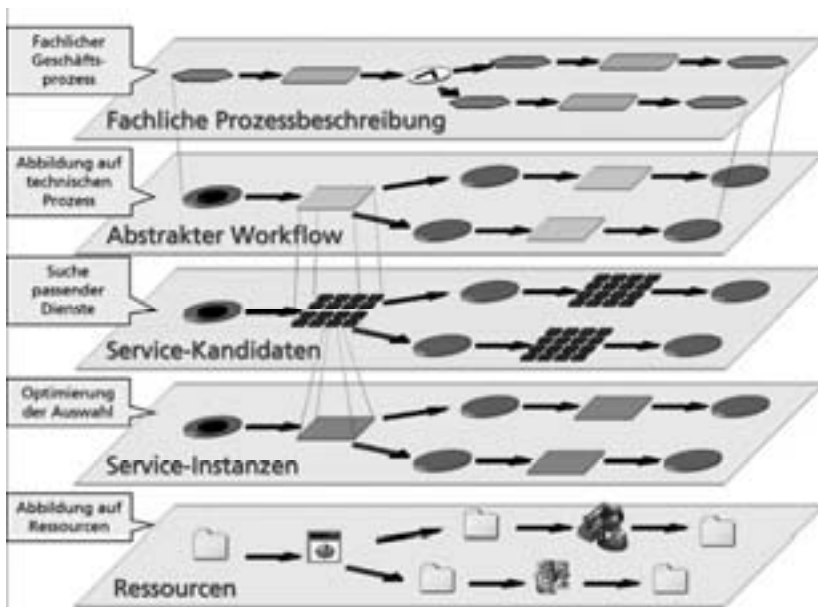 Fachlicher
Geschäfts-
prozess
Fachliche Prozessbeschreibung
Abbildung auf
technischen
Prozess
Abstrakter Workflow
Suche
passender
Dienste
Service-Kandidaten
Optimierung
der Auswahl
Service-Instanzen
Abbildung auf
Ressourcen
Ressourcen